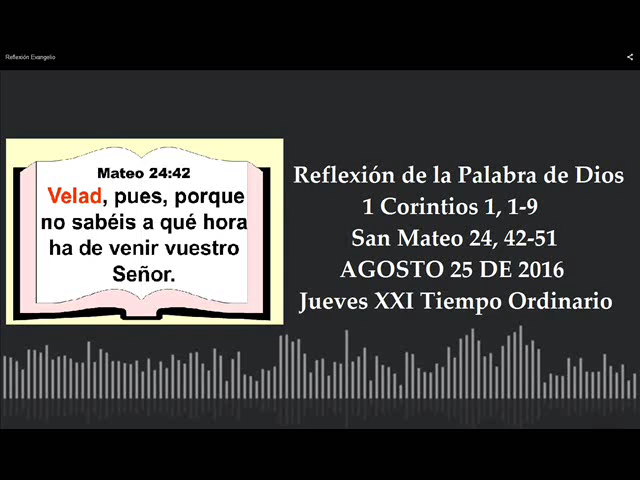 Reflexión Evangelio
Mateo 24:42
Velad, pues, porque
no sabéis a qué hora
ha de venir vuestro
Señor.
Reflexión de la Palabra de Dios
1 Corintios 1, 1-9
San Mateo 24, 42-51
AGOSTO 25 DE 2016
Jueves XXI Tiempo Ordinario